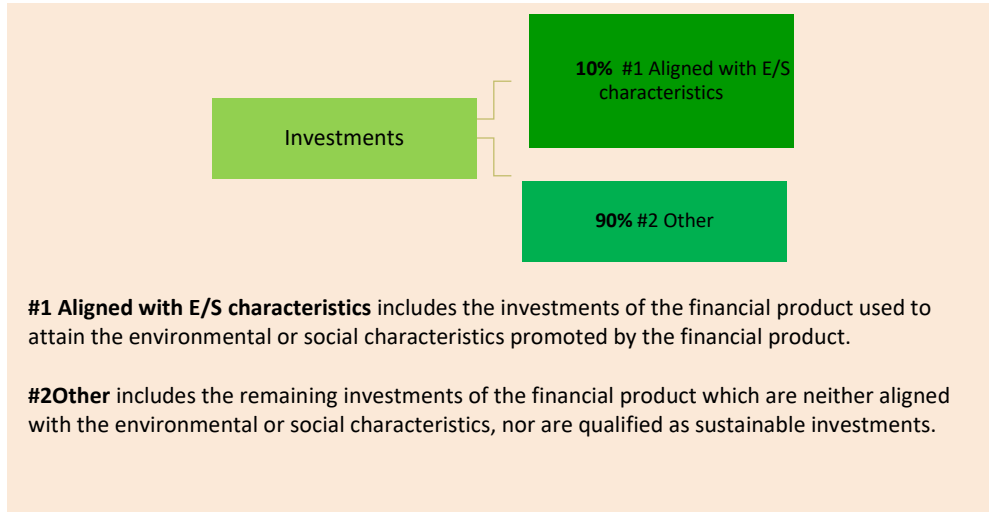 10% #1 Aligned with E/S
characteristics
Investments
90% #2 Other
#1 Aligned with E/S characteristics includes the investments of the financial product used to
attain the environmental or social characteristics promoted by the financial product.
#2Other includes the remaining investments of the financial product which are neither aligned
with the environmental or social characteristics, nor are qualified as sustainable investments.